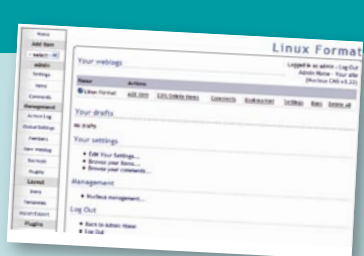 Home
Add item
- select -
admin
Settings
Items
Comments
Management
Action Log
Global Settings
Members
New Weblog
Backups
Plugins
Layout
Skins
Templates
Import/Export
Plugins
Linux Format
Logged in as admin - Log Out
Admin Home - Your site
(Nucleus CMS v3.22)
Your weblogs
Name Actions
Linux Format Add item Edit/Delete Items Comments Bookmarklet Settings Bans Delete all
Your drafts
No drafts
Your settings
Edit Your Settings...
Browse your items...
Browse your comments...
Management
Nucleus management...
Log Out
Back to Admin Home
Log Out